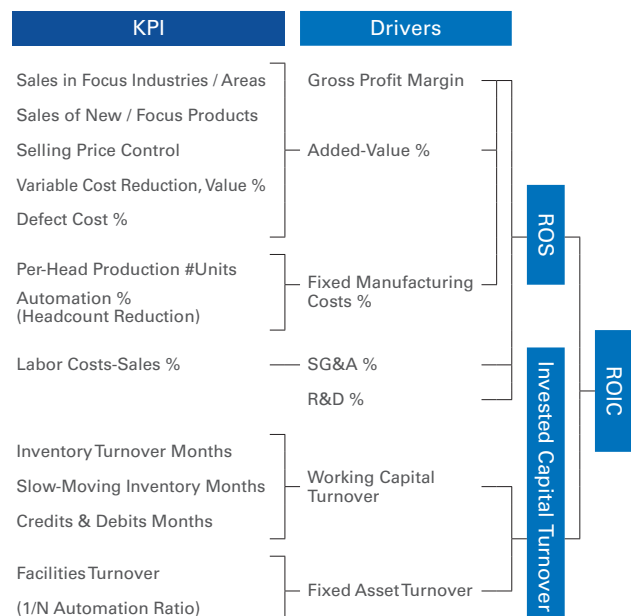 KPI
Drivers
Sales in Focus Industries / Areas
Sales of New / Focus Products
Selling Price Control
Variable Cost Reduction, Value %
Defect Cost %
Gross Profit Margin
Added-Value %
Per-Head Production #Units
Automation %
(Headcount Reduction)
Fixed Manufacturing
Costs %
Labor Costs-Sales %
SG&A %
R&D %
Inventory Turnover Months
Slow-Moving Inventory Months
Credits & Debits Months
Working Capital
Turnover
Facilities Turnover
(1/N Automation Ratio)
Fixed Asset Turnover
ROS
Invested Capital Turnover
ROIC